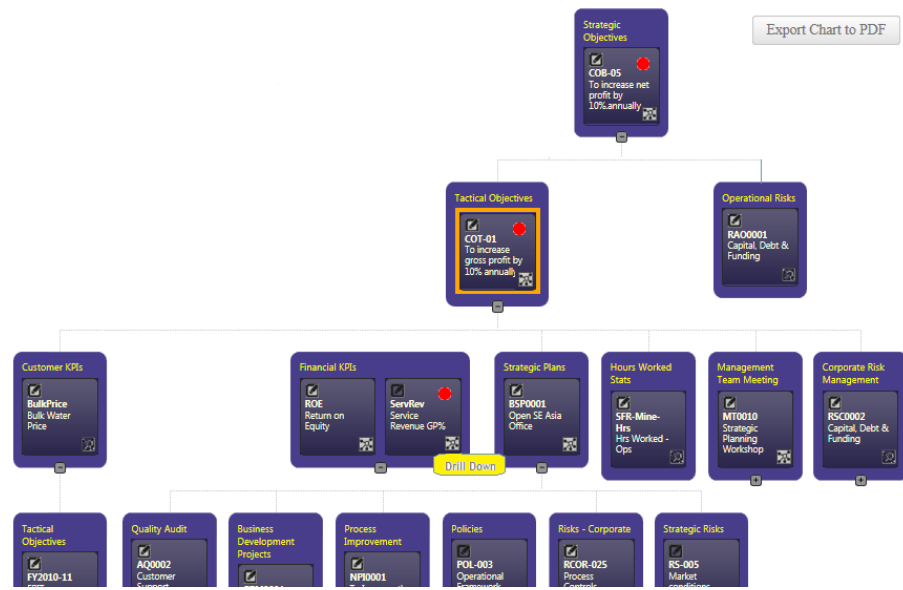 Strategic
Objectives
Export Chart to PDF
COB-05
To increase net
profit by
10%.annually
Tactical Objectives
COT-01
To increase
gross profit by
10% annually
Operational Risks
RAO0001
Capital, Debt &
Funding
Customer KPIs
BulkPrice
Bulk Water
Price
Financial KPIs
ROE
Return on
Equity
ServRev
Service
Revenue GP%
Strategic Plans
BSP0001
Open SE Asia
Office
Hours Worked
Stats
SFR-Mine-
Hrs
Hrs Worked -
Ops
Management
Team Meeting
MT0010
Strategic
Planning
Workshop
Corporate Risk
Management
RSC0002
Capital, Debt &
Funding
Drill Down
Tactical
Objectives
FY2010-11
Quality Audit
AQ0002
Customer
Support
Business
Development
Projects
Process
Improvement
NPI0001
Policies
POL-003
Operational
Framework
Risks - Corporate
RCOR-025
Process
Controls
Strategic Risks
RS-005
Market
conditions